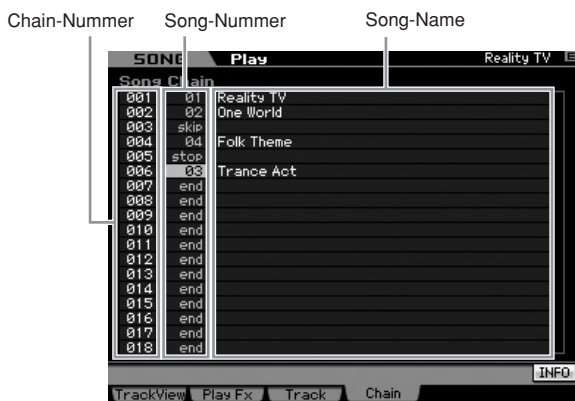 Chain-Nummer Song-Nummer Song-Name
SONG Play Reality TV
Song Chain
001 01 Reality TV
002 02 One World
003 skip
004 04 Folk Theme
005 stop
006 03 Trance Act
007 end
008 end
009 end
010 end
011 end
012 end
013 end
014 end
015 end
016 end
017 end
018 end
INFO
TrackView Play Fx Track Chain